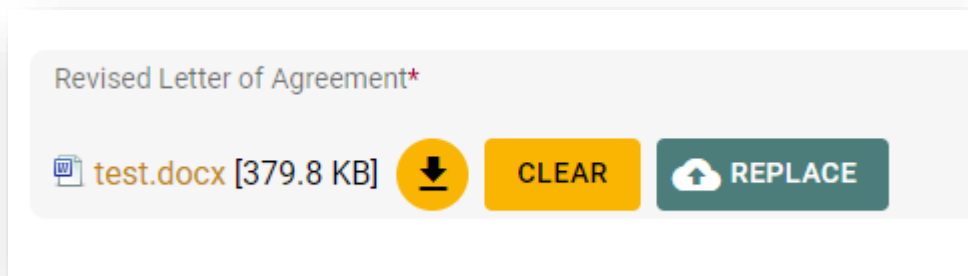 Revised Letter of Agreement*
test.docx [379.8 KB] CLEAR REPLACE